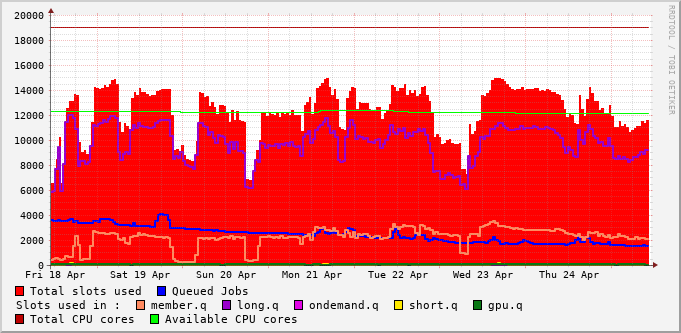 20000
18000
16000
14000
12000
10000
8000
6000
4000
2000
0
Fri 18 Apr Sat 19 Apr Sun 20 Apr Mon 21 Apr Tue 22 Apr Wed 23 Apr Thu 24 Apr
Total slots used Queued Jobs
Slots used in : member.q long.q ondemand.q short.q gpu.q
Total CPU cores Available CPU cores
RRDTOOL / TOBI OETIKER